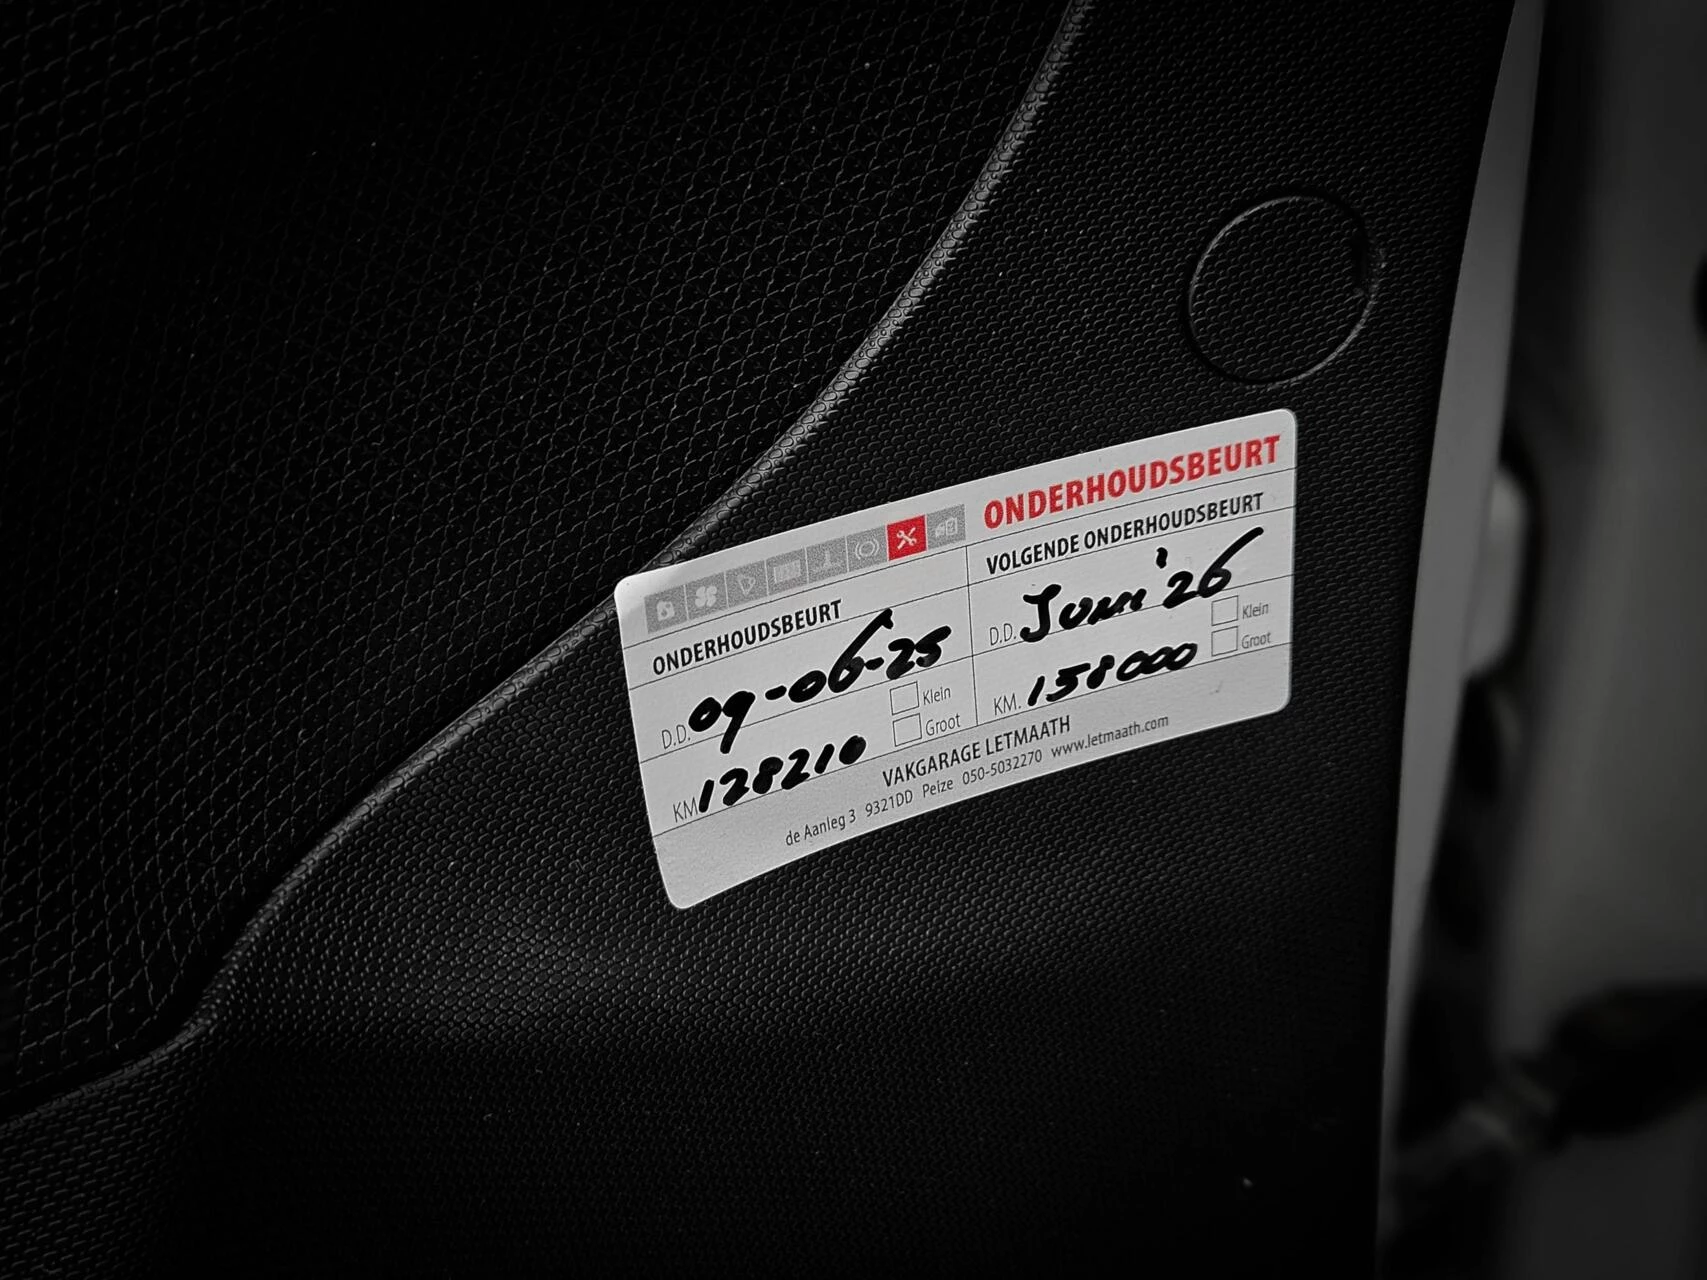 ONDERHOUDSBEURT
ONDERHOUDSBEURT
D.D. 09-06-25
Klein
Groot
KM 128210
VOLGENDE ONDERHOUDSBEURT
D.D. Juni '26
Klein
Groot
KM. 158000
VAKGARAGE LETMAATH
de Aanleg 3 9321DD Peize 050-5032270 www.letmaath.com